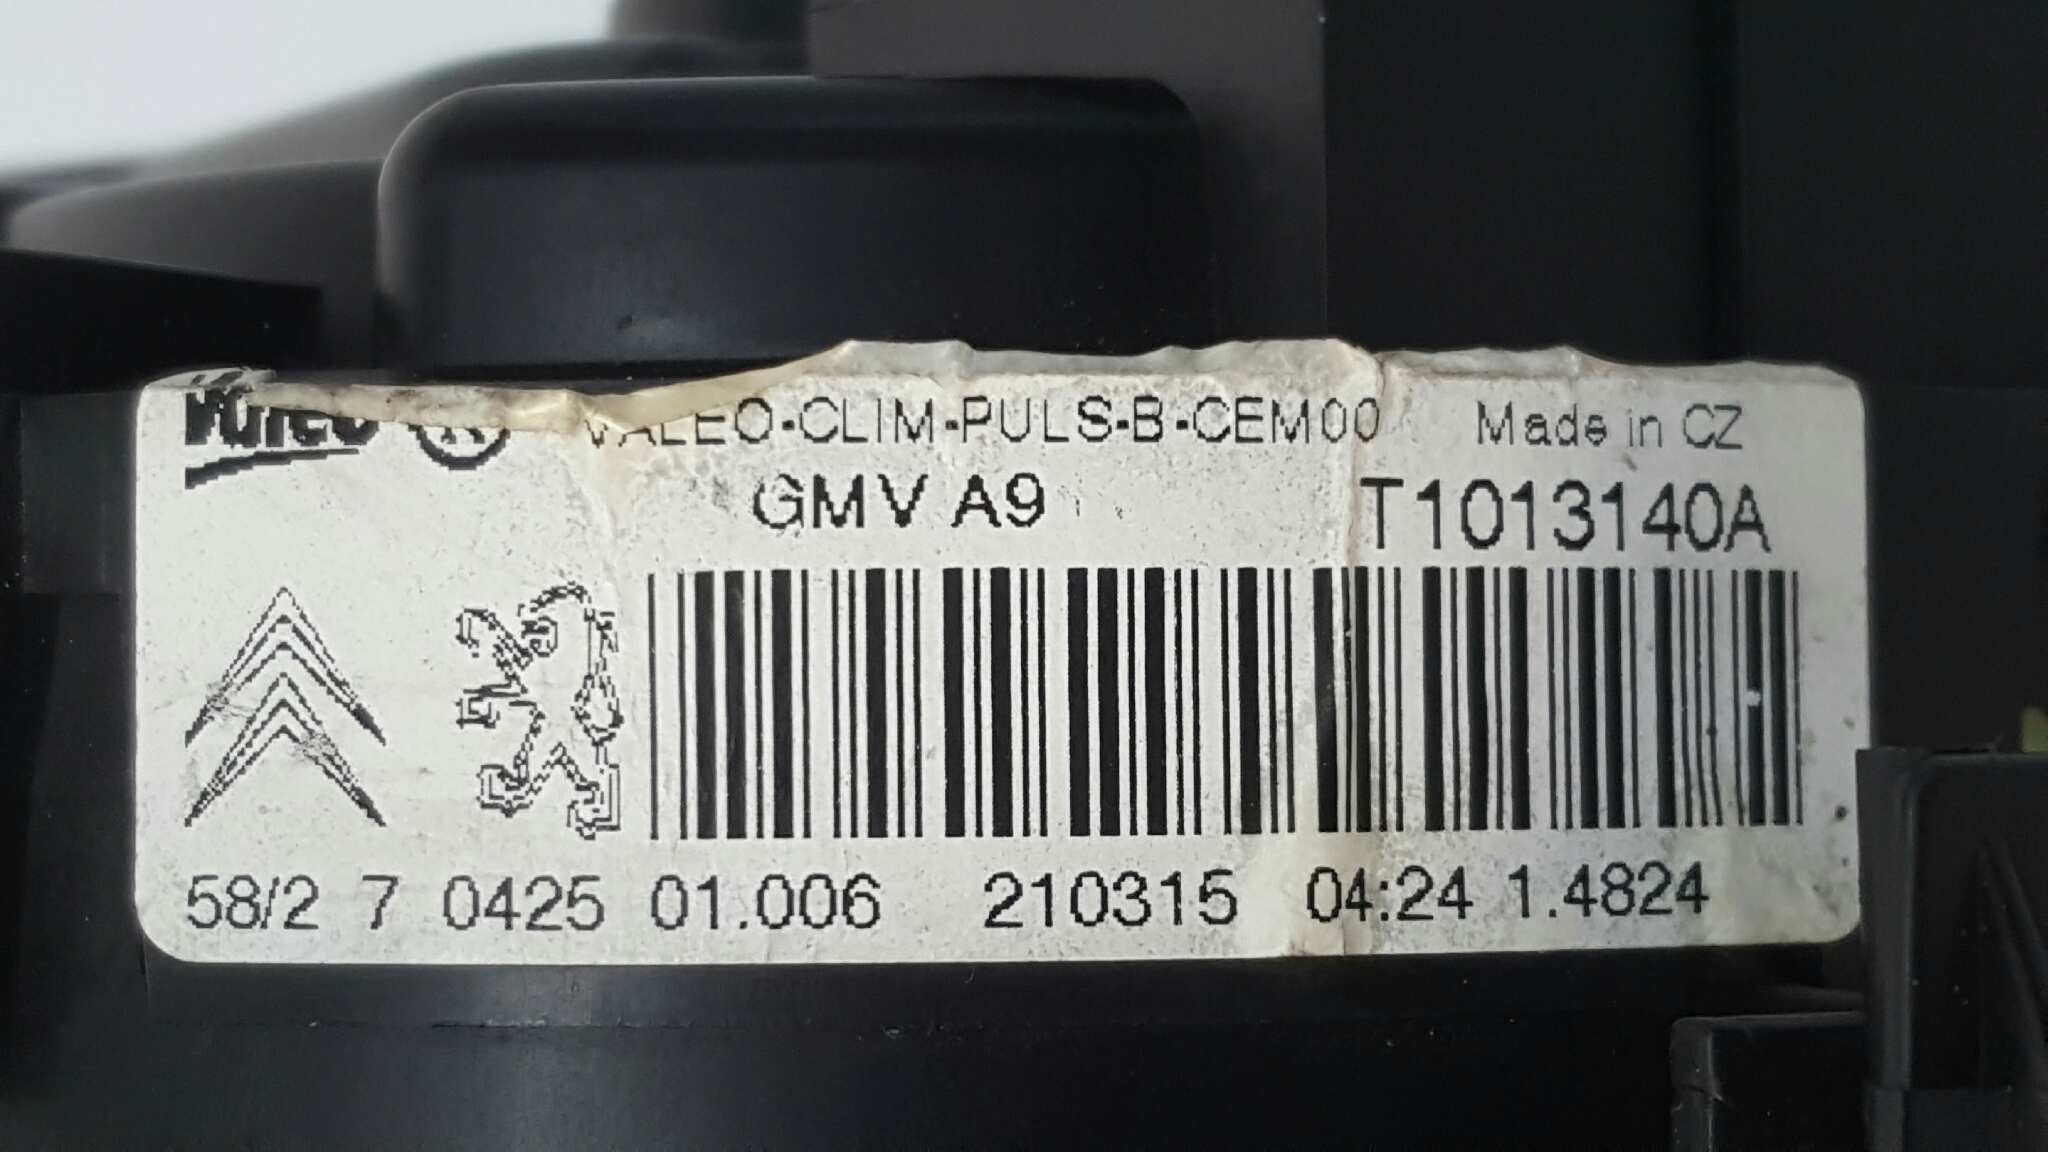 Valeo VALEO-CLIM-PULS-B-CEM00 Made in CZ
GMV A9 T1013140A
58/2 7 0425 01.006 210315 04:24 1.4824